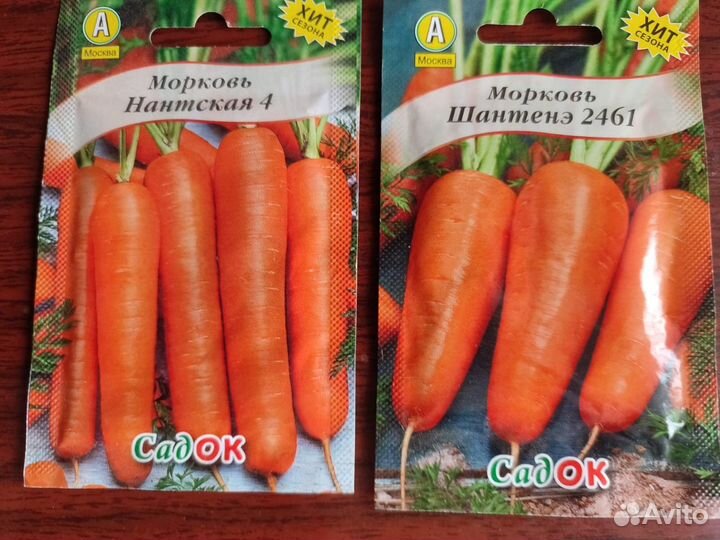 А
Москва
ХИТ
СЕЗОНА
Морковь
Нантская 4
СадОК
А
Москва
ХИТ
СЕЗОНА
Морковь
Шантенэ 2461
СадОК
Avito